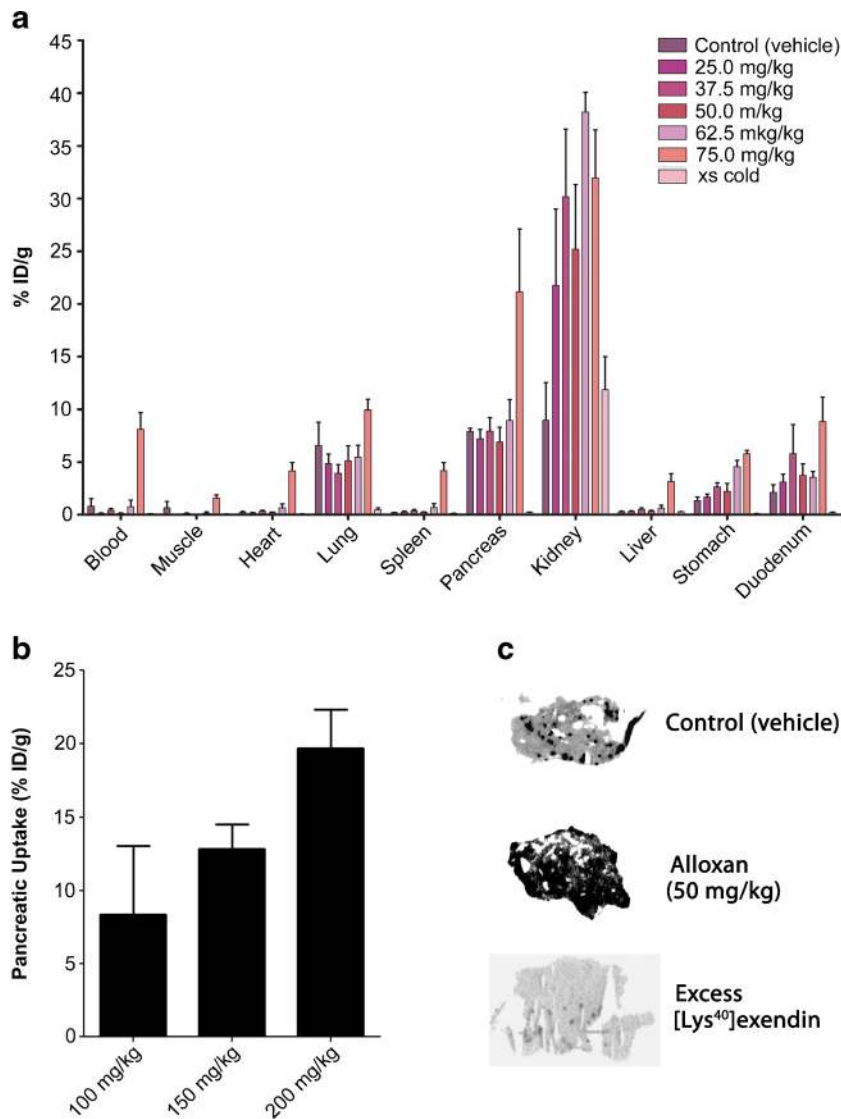 a
45
40
35
30
25
20
15
10
5
0
% ID/g
Control (vehicle)
25.0 mg/kg
37.5 mg/kg
50.0 m/kg
62.5 mkg/kg
75.0 mg/kg
xs cold
Blood
Muscle
Heart
Lung
Spleen
Pancreas
Kidney
Liver
Stomach
Duodenum
b
25
20
15
10
5
0
Pancreatic Uptake (% ID/g)
100 mg/kg
150 mg/kg
200 mg/kg
c
Control (vehicle)
Alloxan
(50 mg/kg)
Excess
[Lys⁴⁰]exendin